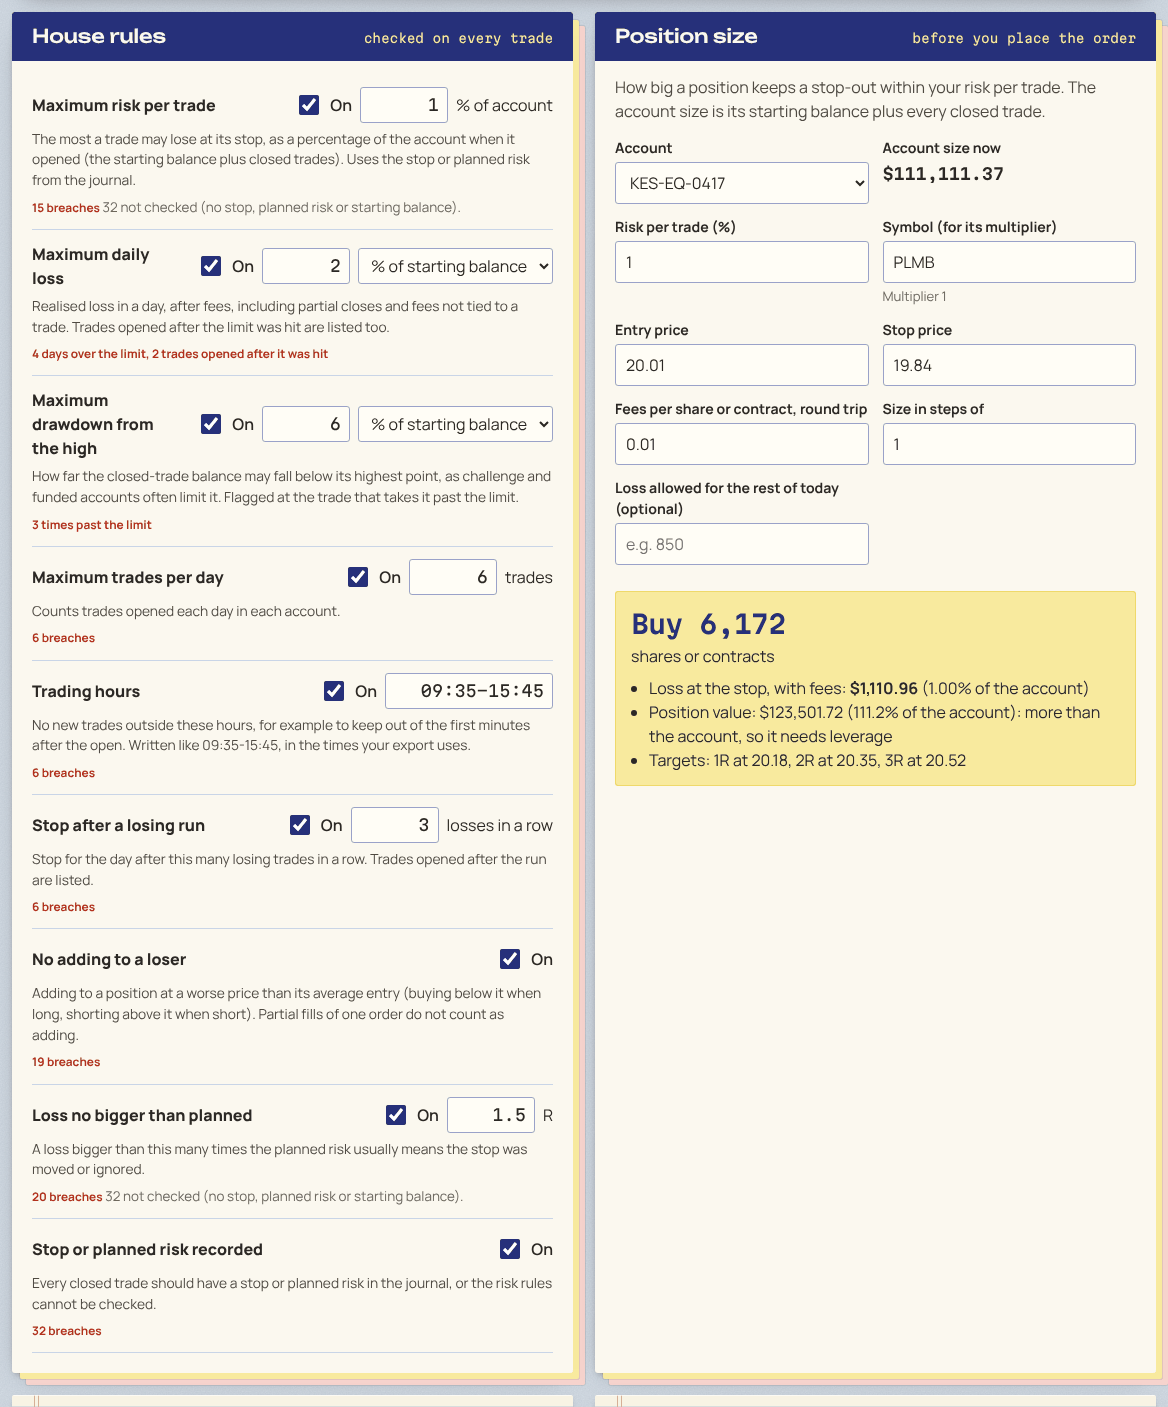 House rules
checked on every trade
Maximum risk per trade
On
1
% of account
The most a trade may lose at its stop, as a percentage of the account when it
opened (the starting balance plus closed trades). Uses the stop or planned risk
from the journal.
15 breaches 32 not checked (no stop, planned risk or starting balance).
Maximum daily
loss
On
2
% of starting balance
Realised loss in a day, after fees, including partial closes and fees not tied to a
trade. Trades opened after the limit was hit are listed too.
4 days over the limit, 2 trades opened after it was hit
Maximum
drawdown from
the high
On
6
% of starting balance
How far the closed-trade balance may fall below its highest point, as challenge and
funded accounts often limit it. Flagged at the trade that takes it past the limit.
3 times past the limit
Maximum trades per day
On
6
trades
Counts trades opened each day in each account.
6 breaches
Trading hours
On
09:35-15:45
No new trades outside these hours, for example to keep out of the first minutes
after the open. Written like 09:35-15:45, in the times your export uses.
6 breaches
Stop after a losing run
On
3
losses in a row
Stop for the day after this many losing trades in a row. Trades opened after the run
are listed.
6 breaches
No adding to a loser
On
Adding to a position at a worse price than its average entry (buying below it when
long, shorting above it when short). Partial fills of one order do not count as
adding.
19 breaches
Loss no bigger than planned
On
1.5
R
A loss bigger than this many times the planned risk usually means the stop was
moved or ignored.
20 breaches 32 not checked (no stop, planned risk or starting balance).
Stop or planned risk recorded
On
Every closed trade should have a stop or planned risk in the journal, or the risk rules
cannot be checked.
32 breaches
Position size
before you place the order
How big a position keeps a stop-out within your risk per trade. The
account size is its starting balance plus every closed trade.
Account
KES-EQ-0417
Account size now
$111,111.37
Risk per trade (%)
1
Symbol (for its multiplier)
PLMB
Multiplier 1
Entry price
20.01
Stop price
19.84
Fees per share or contract, round trip
0.01
Size in steps of
1
Loss allowed for the rest of today
(optional)
e.g. 850
Buy 6,172
shares or contracts
• Loss at the stop, with fees: $1,110.96 (1.00% of the account)
• Position value: $123,501.72 (111.2% of the account): more than
the account, so it needs leverage
• Targets: 1R at 20.18, 2R at 20.35, 3R at 20.52